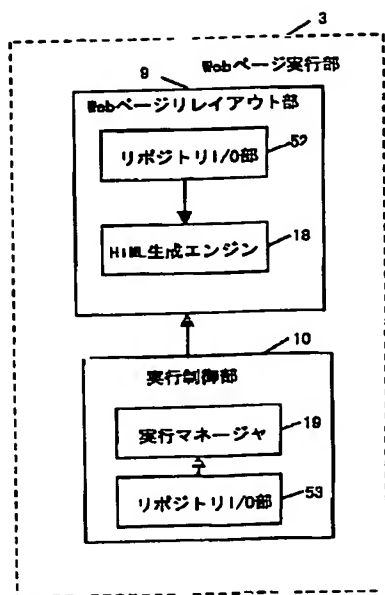 3
9
Webページ実行部
Webページリレイアウト部
52
リポジトリI/O部
18
HTML生成エンジン
10
実行制御部
実行マネージャ
19
リポジトリI/O部
53